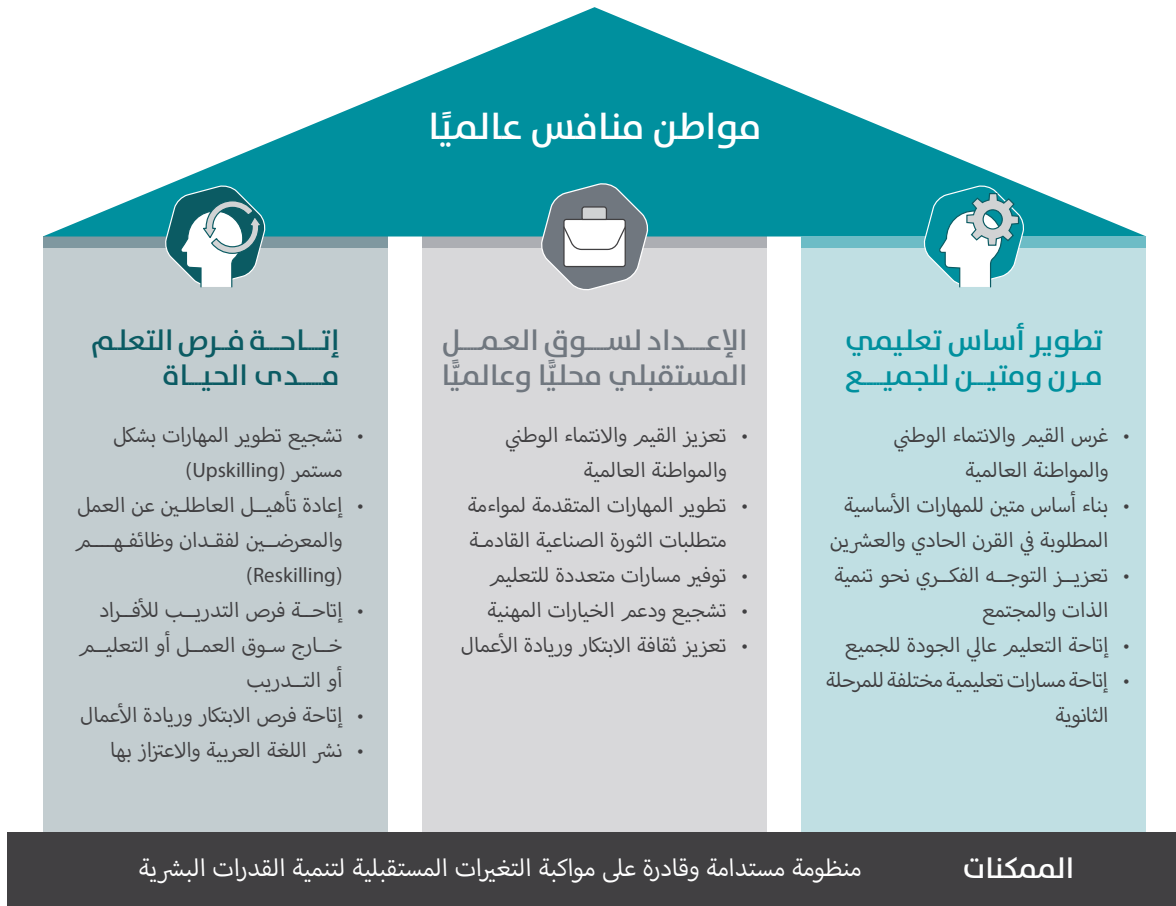 مواطن منافس عالميًا
تطوير أساس تعليمي
مرن ومتين للجميع
• غرس القيم والانتماء الوطني
والمواطنة العالمية
• بناء أساس متين للمهارات الأساسية
المطلوبة في القرن الحادي والعشرين
• تعزيز التوجه الفكري نحو تنمية
الذات والمجتمع
• إتاحة التعليم عالي الجودة للجميع
• إتاحة مسارات تعليمية مختلفة للمرحلة
الثانوية
الإعداد لسوق العمل
المستقبلي محليًّا وعالميًّا
• تعزيز القيم والانتماء الوطني
والمواطنة العالمية
• تطوير المهارات المتقدمة لمواءمة
متطلبات الثورة الصناعية القادمة
• توفير مسارات متعددة للتعليم
• تشجيع ودعم الخيارات المهنية
• تعزيز ثقافة الابتكار وريادة الأعمال
إتاحة فرص التعلم
مدى الحياة
• تشجيع تطوير المهارات بشكل
مستمر (Upskilling)
• إعادة تأهيل العاطلين عن العمل
والمعرضين لفقدان وظائفهم
(Reskilling)
• إتاحة فرص التدريب للأفراد
خارج سوق العمل أو التعليم
أو التدريب
• إتاحة فرص الابتكار وريادة الأعمال
• نشر اللغة العربية والاعتزاز بها
الممكنات
منظومة مستدامة وقادرة على مواكبة التغيرات المستقبلية لتنمية القدرات البشرية